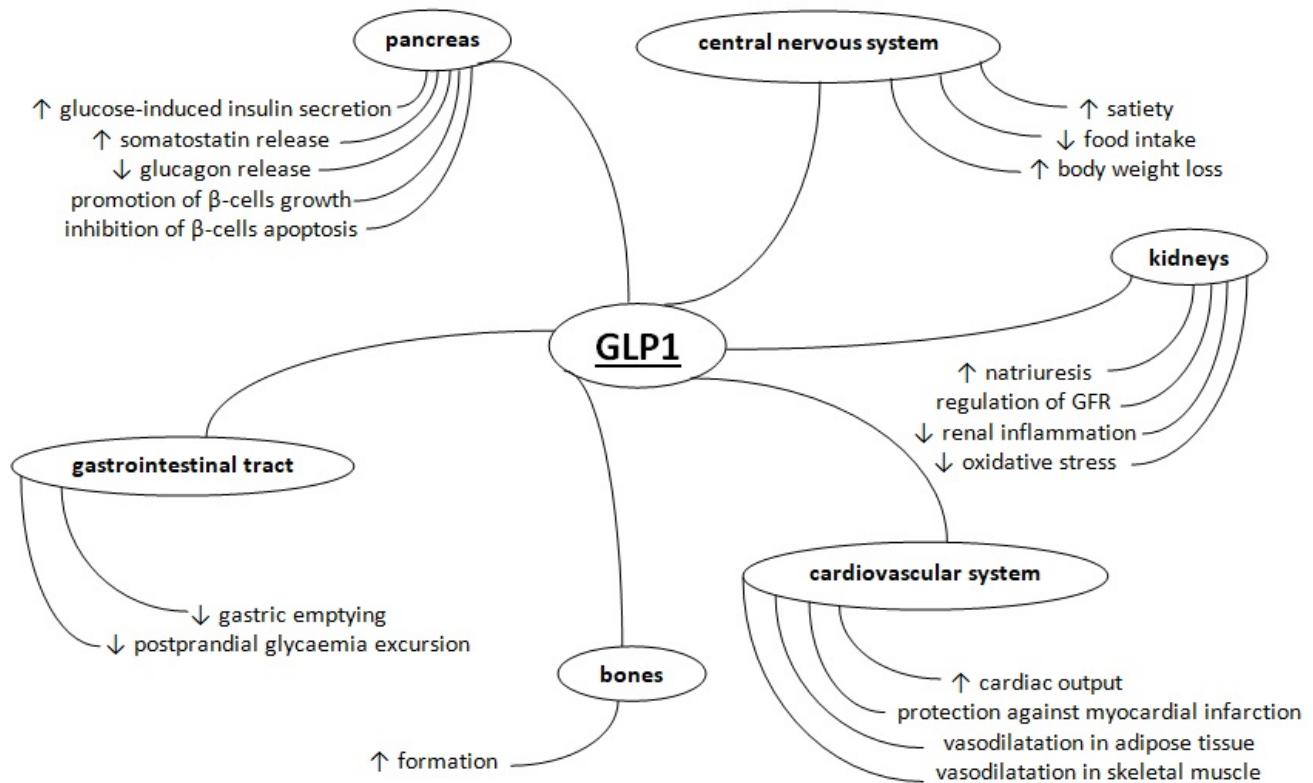 pancreas
↑ glucose-induced insulin secretion
↑ somatostatin release
↓ glucagon release
promotion of β-cells growth
inhibition of β-cells apoptosis
central nervous system
↑ satiety
↓ food intake
↑ body weight loss
kidneys
↑ natriuresis
regulation of GFR
↓ renal inflammation
↓ oxidative stress
GLP1
gastrointestinal tract
↓ gastric emptying
↓ postprandial glycaemia excursion
bones
↑ formation
cardiovascular system
↑ cardiac output
protection against myocardial infarction
vasodilatation in adipose tissue
vasodilatation in skeletal muscle